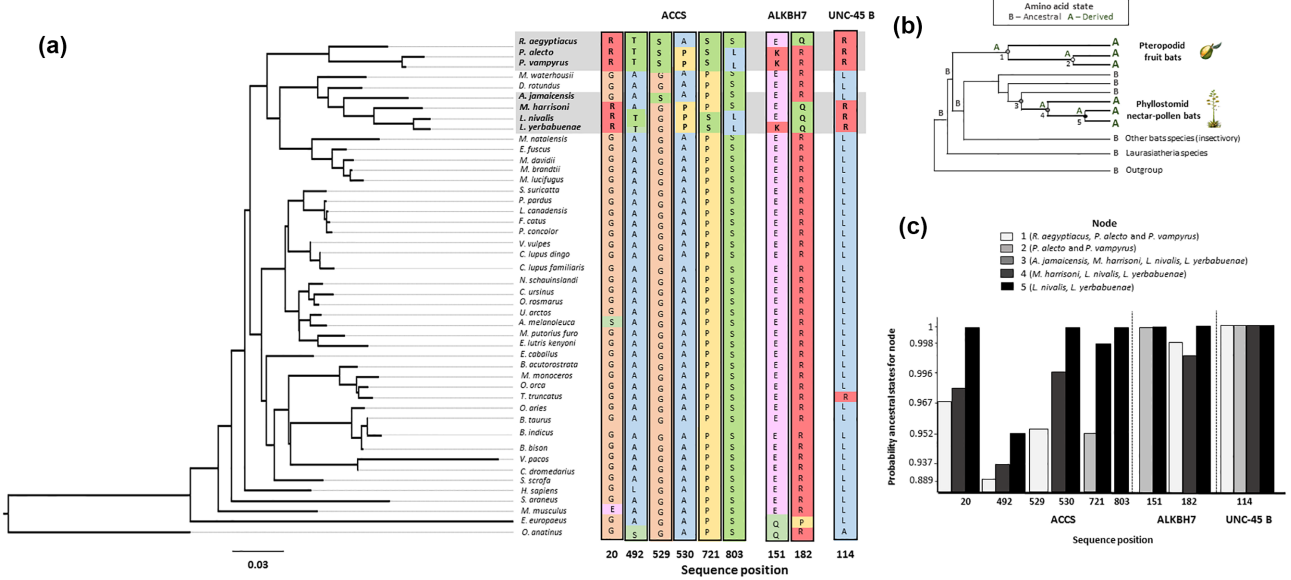 (a)
ACCS ALKBH7 UNC-45 B
R. aegyptiacus R T S A S S E Q R
P. alecto R T S P S L K R R
P. vampyrus R T S P S L K R R
M. waterhousii G A G A P S E R L
D. rotundus G A G A P S E R L
A. jamaicensis G A S A P S E R L
M. harrisoni R A G P P S E Q R
L. nivalis R T G P S L E Q R
L. yerbabuenae R T G P S L K Q R
M. natalensis G A G A P S E R L
E. fuscus G A G A P S E R L
M. davidii G A G A P S E R L
M. brandtii G A G A P S E R L
M. lucifugus G A G A P S E R L
S. suricatta G A G A P S E R L
P. pardus G A G A P S E R L
L. canadensis G A G A P S E R L
F. catus G A G A P S E R L
P. concolor G A G A P S E R L
V. vulpes G A G A P S E R L
C. lupus dingo G A G A P S E R L
C. lupus familiaris G A G A P S E R L
N. schauinslandi G A G A P S E R L
C. ursinus G A G A P S E R L
O. rosmarus G A G A P S E R L
U. arctos G A G A P S E R L
A. melanoleuca S A G A P S E R L
M. putorius furo G A G A P S E R L
E. lutris kenyoni G A G A P S E R L
E. caballus G A G A P S E R L
B. acutorostrata G A G A P S E R L
M. monoceros G A G A P S E R L
O. orca G A G A P S E R L
T. truncatus G A G A P S E R R
O. aries G A G A P S E R L
B. taurus G A G A P S E R L
B. indicus G A G A P S E R L
B. bison G A G A P S E R L
V. pacos G A G A P S E R L
C. dromedarius G A G A P S E R L
S. scrofa G A G A P S E R L
H. sapiens G L G A P S E R L
S. araneus G A G A P S E R L
M. musculus E A G A P S E R L
E. europaeus G A G A P S Q P L
O. anatinus G S G A P S Q R A
0.03
20 492 529 530 721 803 151 182 114
Sequence position
(b)
Amino acid state
B – Ancestral A – Derived
A A
1 A
2 A
A
Pteropodid
fruit bats
B
B
B
B
B
3
A
4
A
5
A
A
A
Phyllostomid
nectar-pollen bats
B Other bats species (insectivory)
B Laurasiatheria species
B Outgroup
(c)
Node
1 (R. aegyptiacus, P. alecto and P. vampyrus)
2 (P. alecto and P. vampyrus)
3 (A. jamaicensis, M. harrisoni, L. nivalis, L. yerbabuenae)
4 (M. harrisoni, L. nivalis, L. yerbabuenae)
5 (L. nivalis, L. yerbabuenae)
Probability ancestral states for node
1
0.998
0.996
0.967
0.952
0.937
0.889
20 492 529 530 721 803 151 182 114
ACCS ALKBH7 UNC-45 B
Sequence position